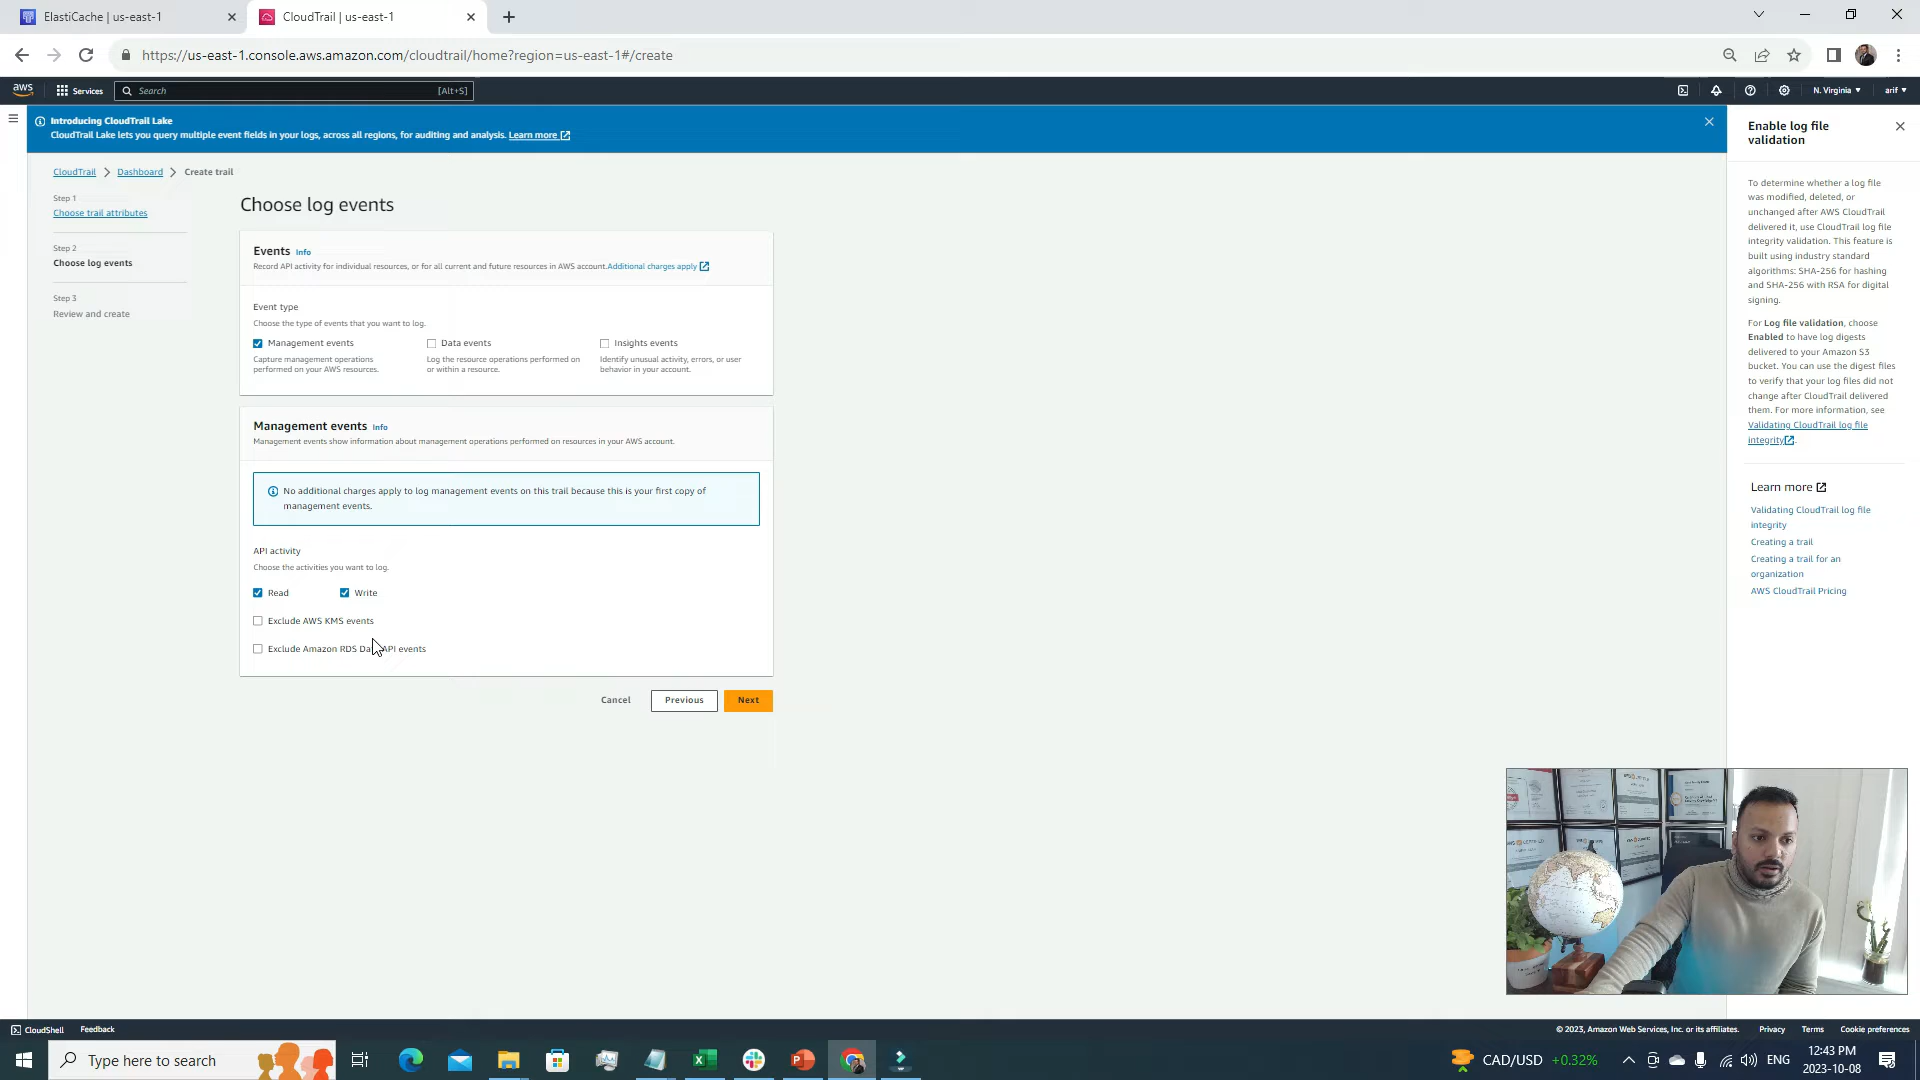 ElastiCache | us-east-1
CloudTrail | us-east-1
https://us-east-1.console.aws.amazon.com/cloudtrail/home?region=us-east-1#/create
aws
Services
Search
[Alt+S]
N. Virginia
arif
Introducing CloudTrail Lake
CloudTrail Lake lets you query multiple event fields in your logs, across all regions, for auditing and analysis. Learn more
CloudTrail
Dashboard
Create trail
Step 1
Choose trail attributes
Step 2
Choose log events
Step 3
Review and create
Choose log events
Events Info
Record API activity for individual resources, or for all current and future resources in AWS account.Additional charges apply
Event type
Choose the type of events that you want to log.
Management events
Capture management operations
performed on your AWS resources.
Data events
Log the resource operations performed on
or within a resource.
Insights events
Identify unusual activity, errors, or user
behavior in your account.
Management events Info
Management events show information about management operations performed on resources in your AWS account.
No additional charges apply to log management events on this trail because this is your first copy of
management events.
API activity
Choose the activities you want to log.
Read
Write
Exclude AWS KMS events
Exclude Amazon RDS Data API events
Cancel
Previous
Next
Enable log file
validation
To determine whether a log file
was modified, deleted, or
unchanged after AWS CloudTrail
delivered it, use CloudTrail log file
integrity validation. This feature is
built using industry standard
algorithms: SHA-256 for hashing
and SHA-256 with RSA for digital
signing.
For Log file validation, choose
Enabled to have log digests
delivered to your Amazon S3
bucket. You can use the digest files
to verify that your log files did not
change after CloudTrail delivered
them. For more information, see
Validating CloudTrail log file
integrity.
Learn more
Validating CloudTrail log file
integrity
Creating a trail
Creating a trail for an
organization
AWS CloudTrail Pricing
CloudShell
Feedback
© 2023, Amazon Web Services, Inc. or its affiliates.
Privacy
Terms
Cookie preferences
Type here to search
CAD/USD +0.32%
ENG
12:43 PM
2023-10-08